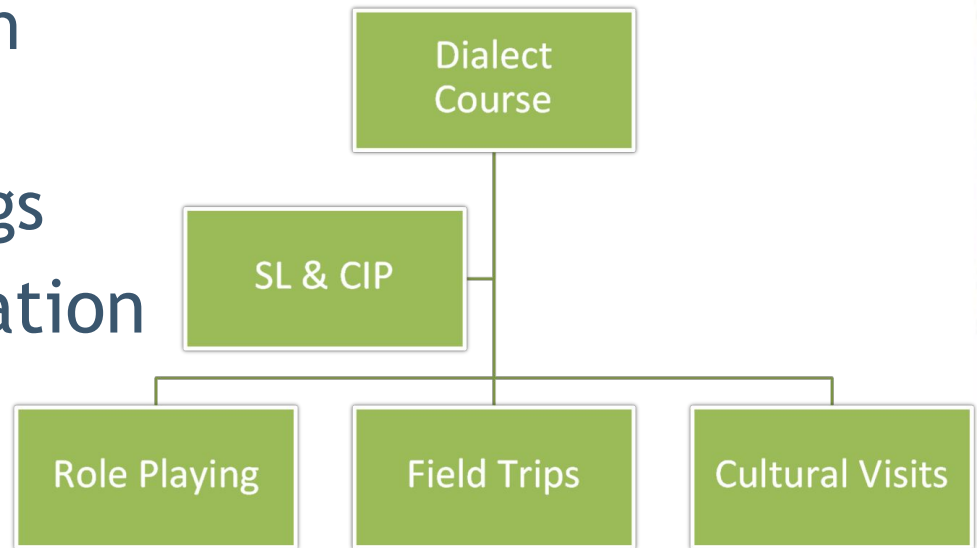 Dialect
Course
SL & CIP
Role Playing
Field Trips
Cultural Visits